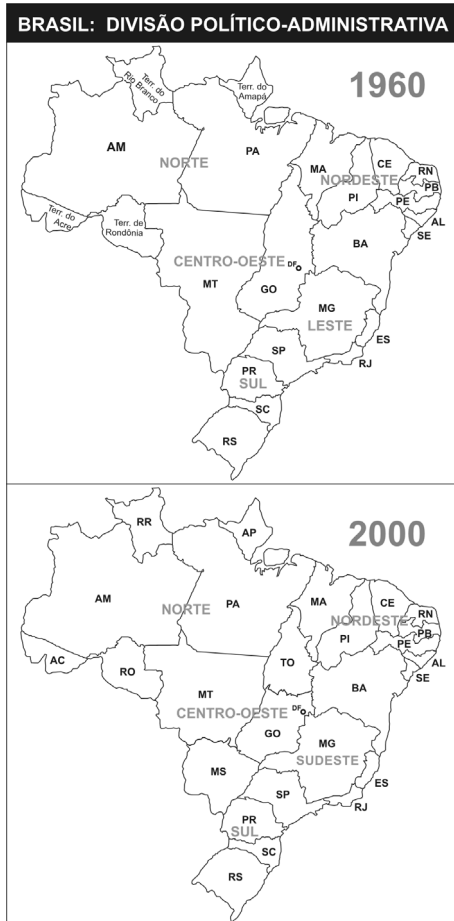 BRASIL: DIVISÃO POLÍTICO-ADMINISTRATIVA
1960
Terr. do
Rio Branco
Terr. do
Amapá
AM
NORTE
PA
MA
CE
RN
NORDESTE
PB
PI
PE
AL
SE
Terr. do
Acre
Terr. de
Rondônia
BA
CENTRO-OESTE
DF
MT
GO
MG
LESTE
ES
SP
RJ
PR
SUL
SC
RS
2000
RR
AP
AM
NORTE
PA
MA
CE
RN
NORDESTE
PB
PI
PE
AL
SE
AC
RO
TO
BA
MT
CENTRO-OESTE
DF
GO
MG
SUDESTE
MS
ES
SP
RJ
PR
SUL
SC
RS